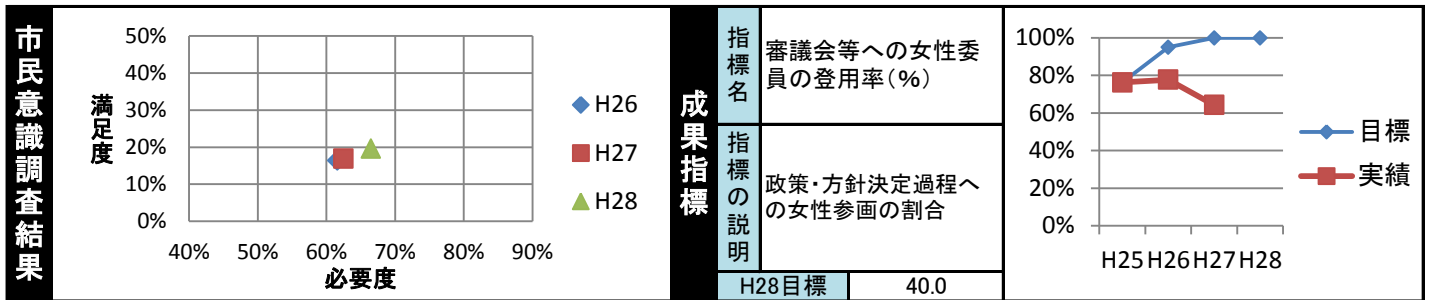 市民意識調査結果
50%
40%
30%
20%
10%
0%
満足度
40% 50% 60% 70% 80% 90%
必要度
H26
H27
H28
成果指標
指標名
審議会等への女性委
員の登用率(%)
指標の説明
政策・方針決定過程へ
の女性参画の割合
H28目標 40.0
100%
80%
60%
40%
20%
0%
H25 H26 H27 H28
目標
実績